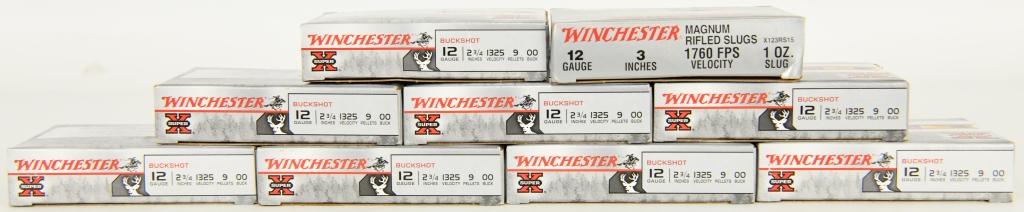 WINCHESTER
SUPER X
BUCKSHOT
12 | 2 3/4 | 1325 | 9 | 00
GAUGE INCHES VELOCITY PELLETS BUCK
WINCHESTER
MAGNUM
RIFLED SLUGS X123RS15
12 3 1760 FPS 1 OZ.
GAUGE INCHES VELOCITY SLUG
WINCHESTER
SUPER X
BUCKSHOT
12 | 2 3/4 | 1325 | 9 | 00
GAUGE INCHES VELOCITY PELLETS BUCK
WINCHESTER
SUPER X
BUCKSHOT
12 | 2 3/4 | 1325 | 9 | 00
GAUGE INCHES VELOCITY PELLETS BUCK
WINCHESTER
SUPER X
BUCKSHOT
12 | 2 3/4 | 1325 | 9 | 00
GAUGE INCHES VELOCITY PELLETS BUCK
WINCHESTER
SUPER X
BUCKSHOT
12 | 2 3/4 | 1325 | 9 | 00
GAUGE INCHES VELOCITY PELLETS BUCK
WINCHESTER
SUPER X
BUCKSHOT
12 | 2 3/4 | 1325 | 9 | 00
GAUGE INCHES VELOCITY PELLETS BUCK
WINCHESTER
SUPER X
BUCKSHOT
12 | 2 3/4 | 1325 | 9 | 00
GAUGE INCHES VELOCITY PELLETS BUCK
WINCHESTER
SUPER X
BUCKSHOT
12 | 2 3/4 | 1325 | 9 | 00
GAUGE INCHES VELOCITY PELLETS BUCK